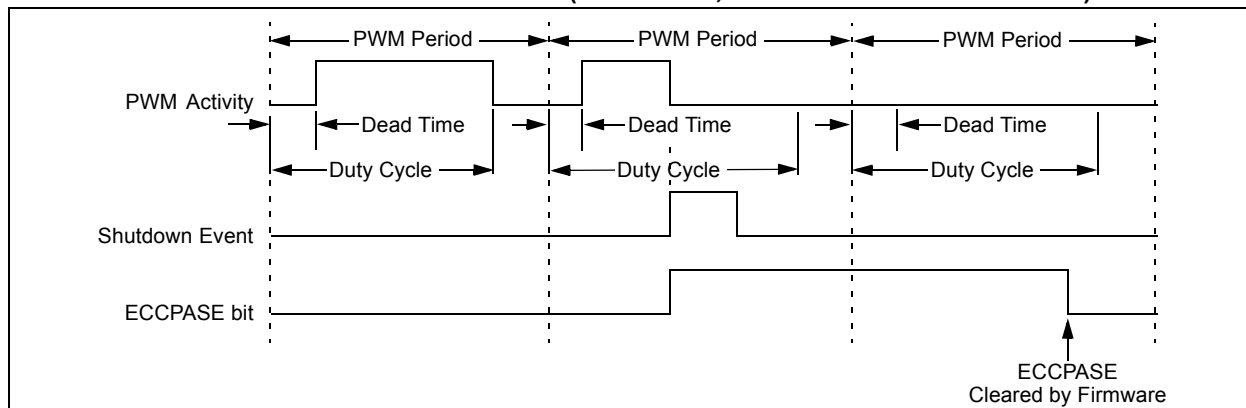 PWM Period PWM Period PWM Period
PWM Activity
Dead Time Dead Time Dead Time
Duty Cycle Duty Cycle Duty Cycle
Shutdown Event
ECCPASE bit
ECCPASE
Cleared by Firmware